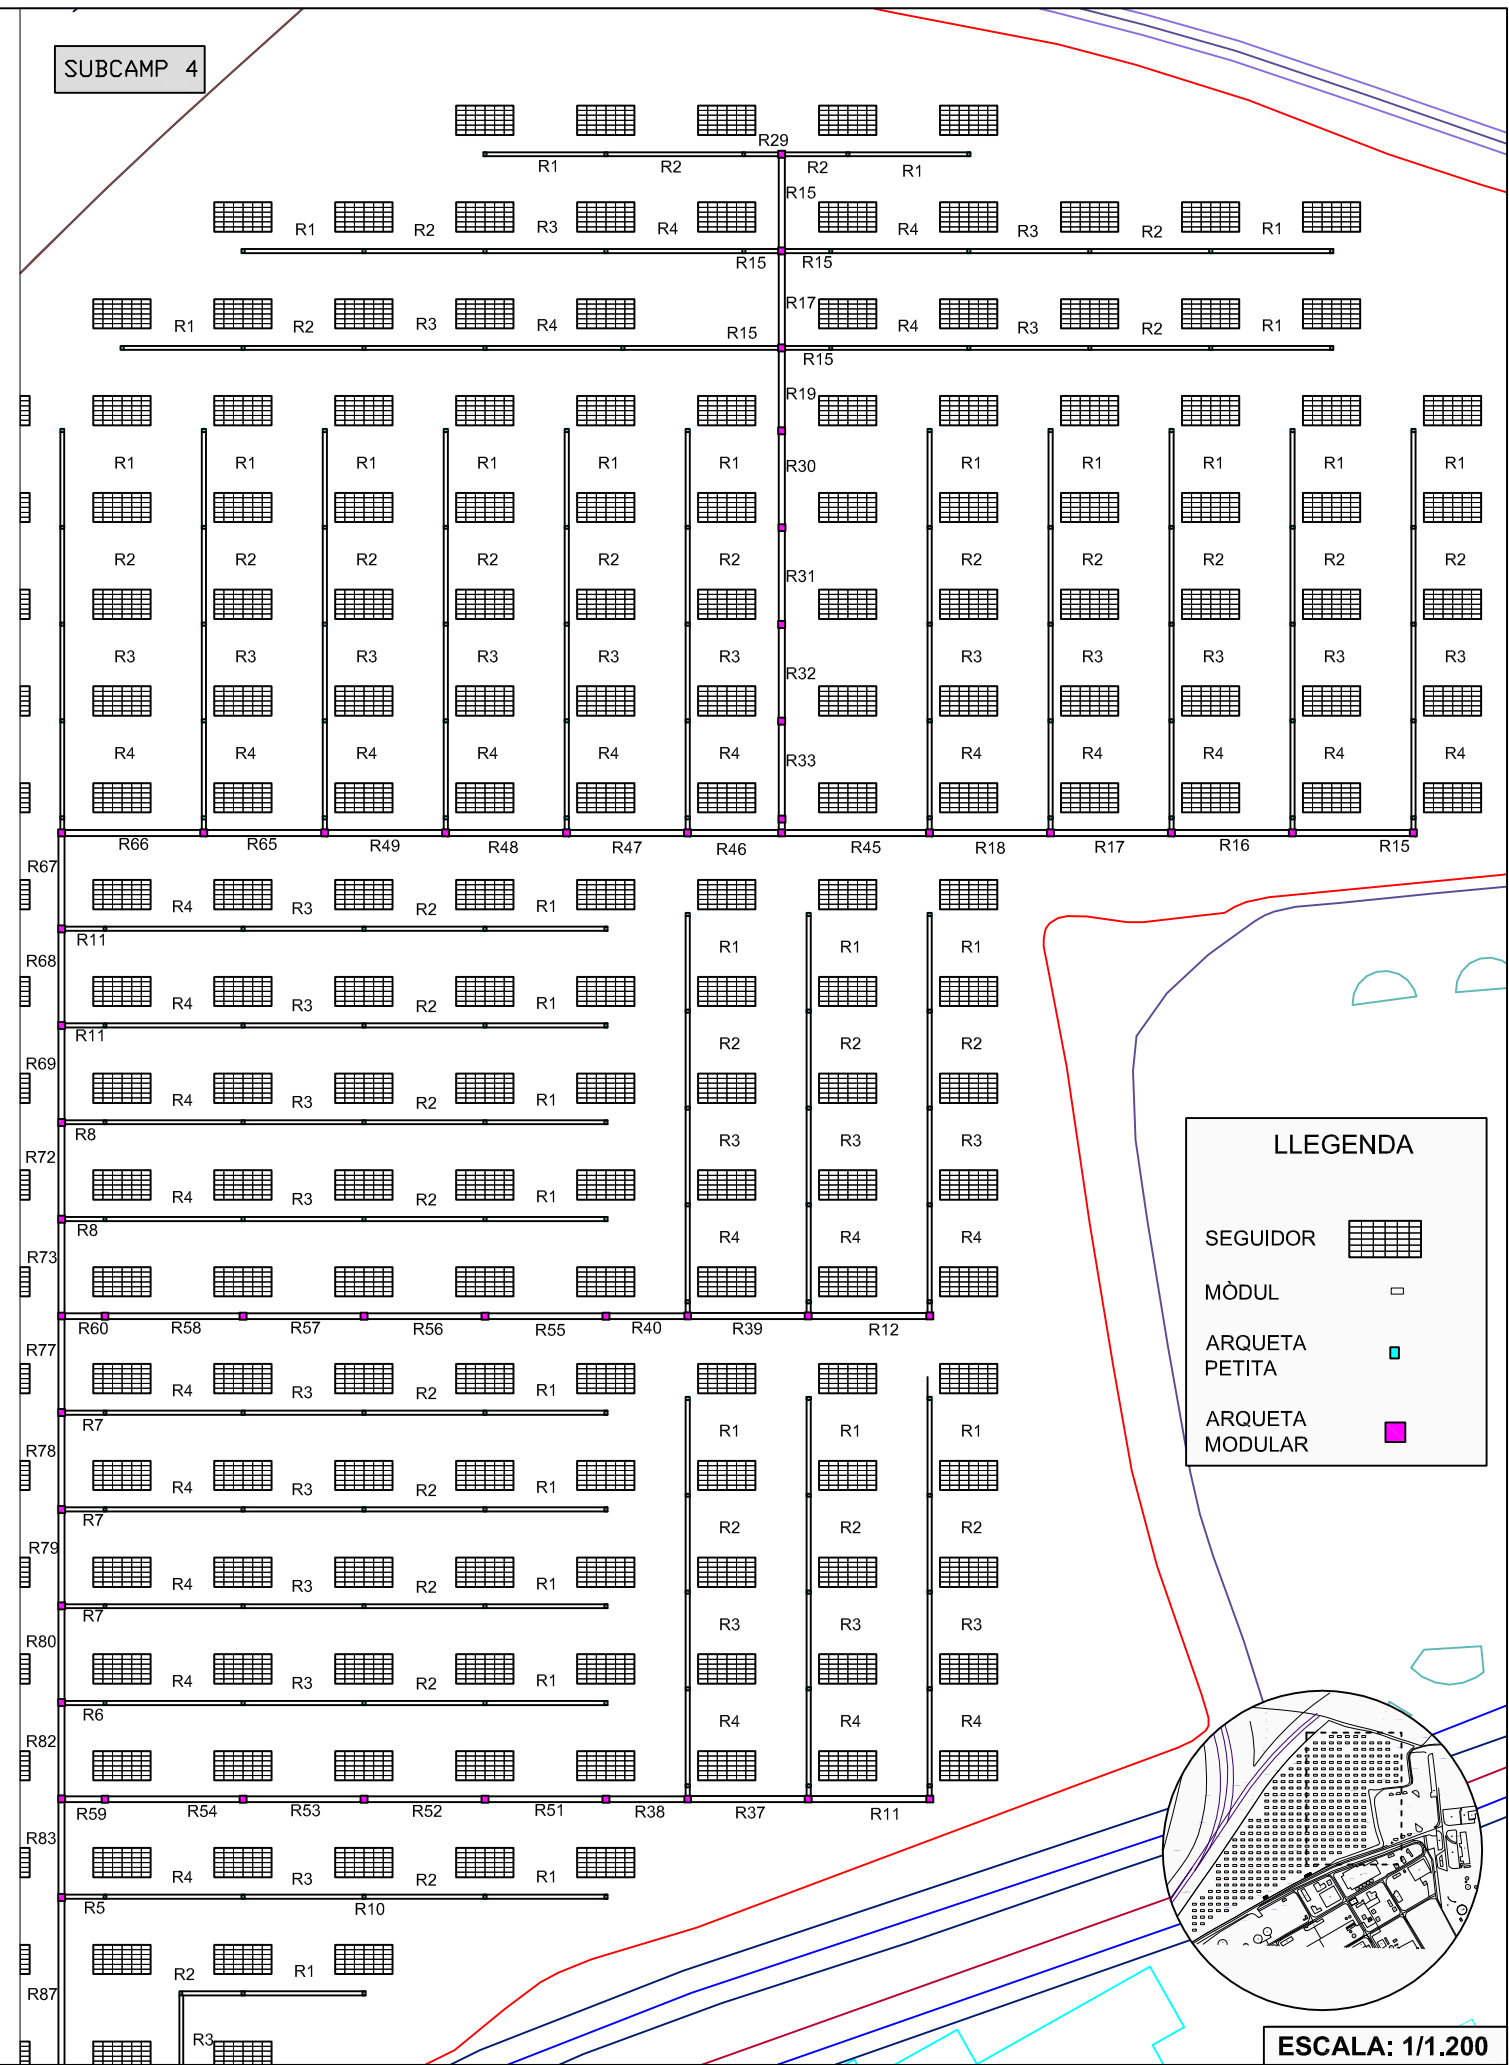 SUBCAMP 4
R29
R1 R2 R2 R1
R15
R1 R2 R3 R4 R4 R3 R2 R1
R15 R15
R17
R1 R2 R3 R4 R15 R4 R3 R2 R1
R15
R19
R1 R1 R1 R1 R1 R1 R30 R1 R1 R1 R1 R1
R2 R2 R2 R2 R2 R2 R31 R2 R2 R2 R2 R2
R3 R3 R3 R3 R3 R3 R32 R3 R3 R3 R3 R3
R4 R4 R4 R4 R4 R4 R33 R4 R4 R4 R4 R4
R66 R65 R49 R48 R47 R46 R45 R18 R17 R16 R15
R67
R4 R3 R2 R1
R11 R1 R1 R1
R68
R4 R3 R2 R1
R11 R2 R2 R2
R69
R4 R3 R2 R1
R8 R3 R3 R3
R72
R4 R3 R2 R1
R8 R4 R4 R4
R73
R60 R58 R57 R56 R55 R40 R39 R12
R77
R4 R3 R2 R1
R7 R1 R1 R1
R78
R4 R3 R2 R1
R7 R2 R2 R2
R79
R4 R3 R2 R1
R7 R3 R3 R3
R80
R4 R3 R2 R1
R6 R4 R4 R4
R82
R59 R54 R53 R52 R51 R38 R37 R11
R83
R4 R3 R2 R1
R5 R10
R2 R1
R87
R3
LLEGENDA
SEGUIDOR
MÒDUL
ARQUETA
PETITA
ARQUETA
MODULAR
ESCALA: 1/1.200